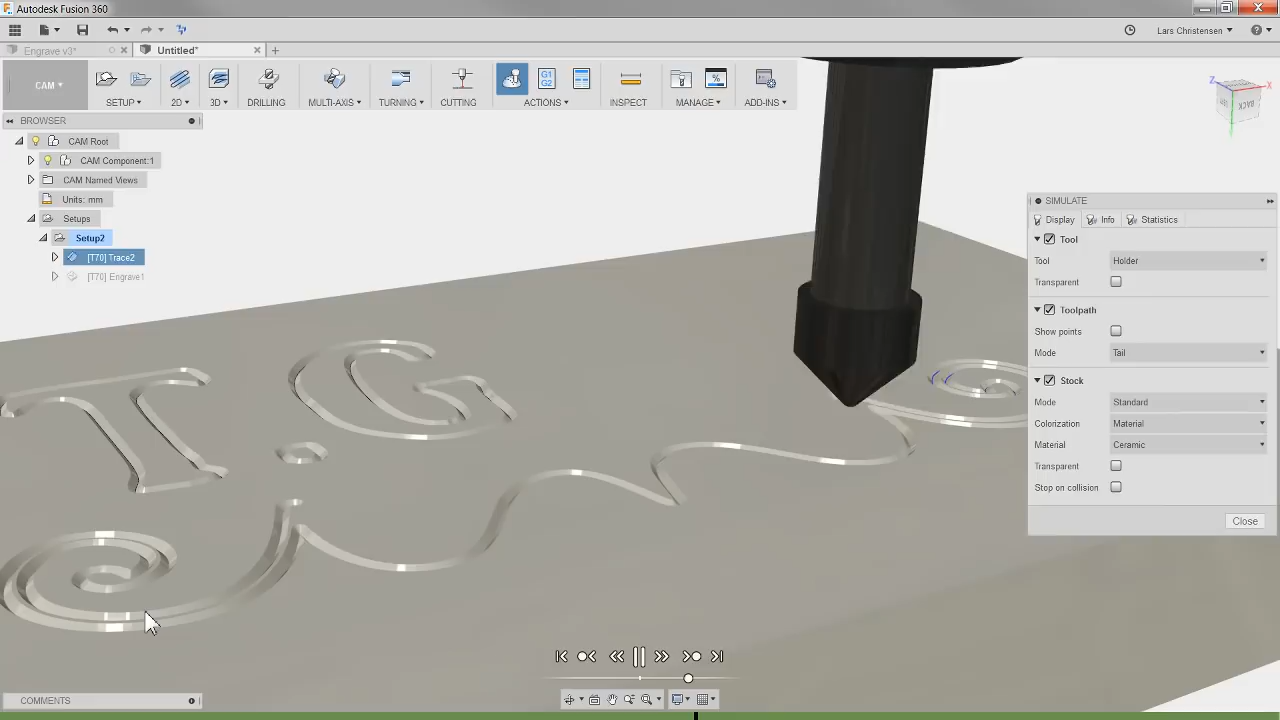 Autodesk Fusion 360
Lars Christensen
Engrave v3*
Untitled*
CAM
SETUP
2D
3D
DRILLING
MULTI-AXIS
TURNING
CUTTING
G1
G2
ACTIONS
INSPECT
MANAGE
ADD-INS
BROWSER
CAM Root
CAM Component:1
CAM Named Views
Units: mm
Setups
Setup2
[T70] Trace2
[T70] Engrave1
Z
X
BACK
SIMULATE
Display
Info
Statistics
Tool
Tool
Holder
Transparent
Toolpath
Show points
Mode
Tail
Stock
Mode
Standard
Colorization
Material
Material
Ceramic
Transparent
Stop on collision
Close
T.G
COMMENTS